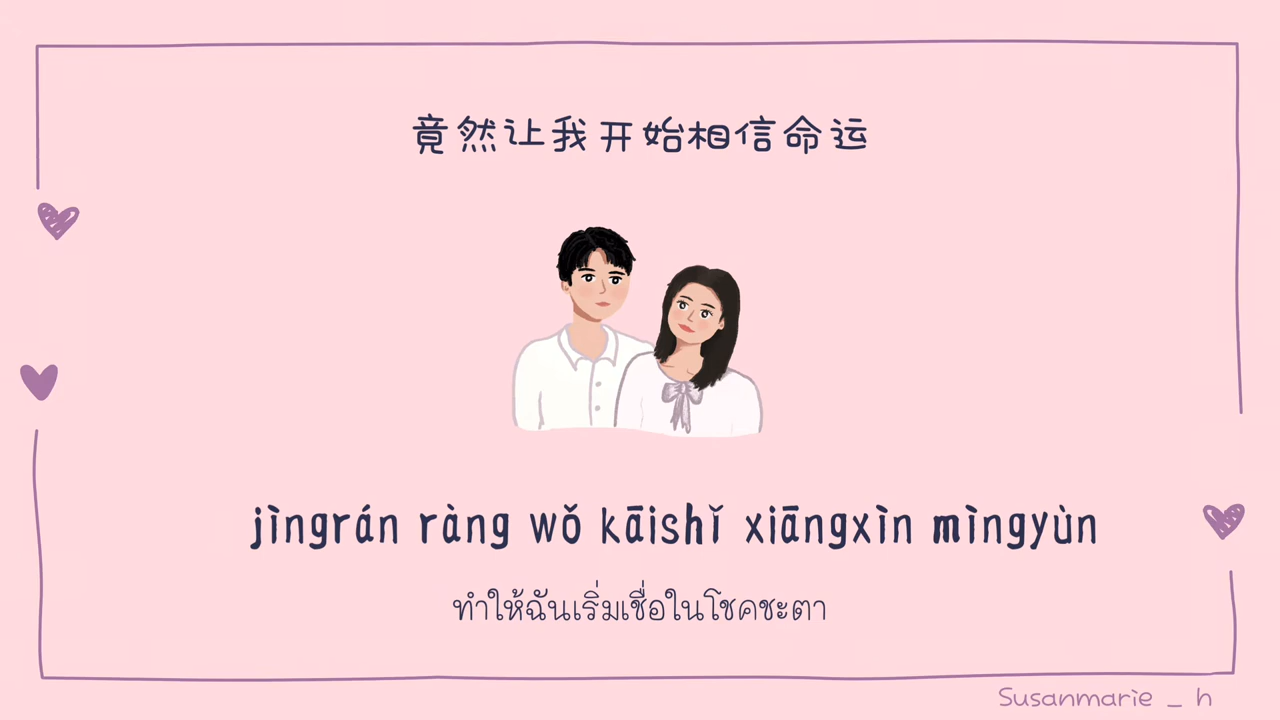 竟然让我开始相信命运
jìngrán ràng wǒ kāishǐ xiāngxìn mìngyùn
ทำให้ฉันเริ่มเชื่อในโชคชะตา
Susanmarie _ h